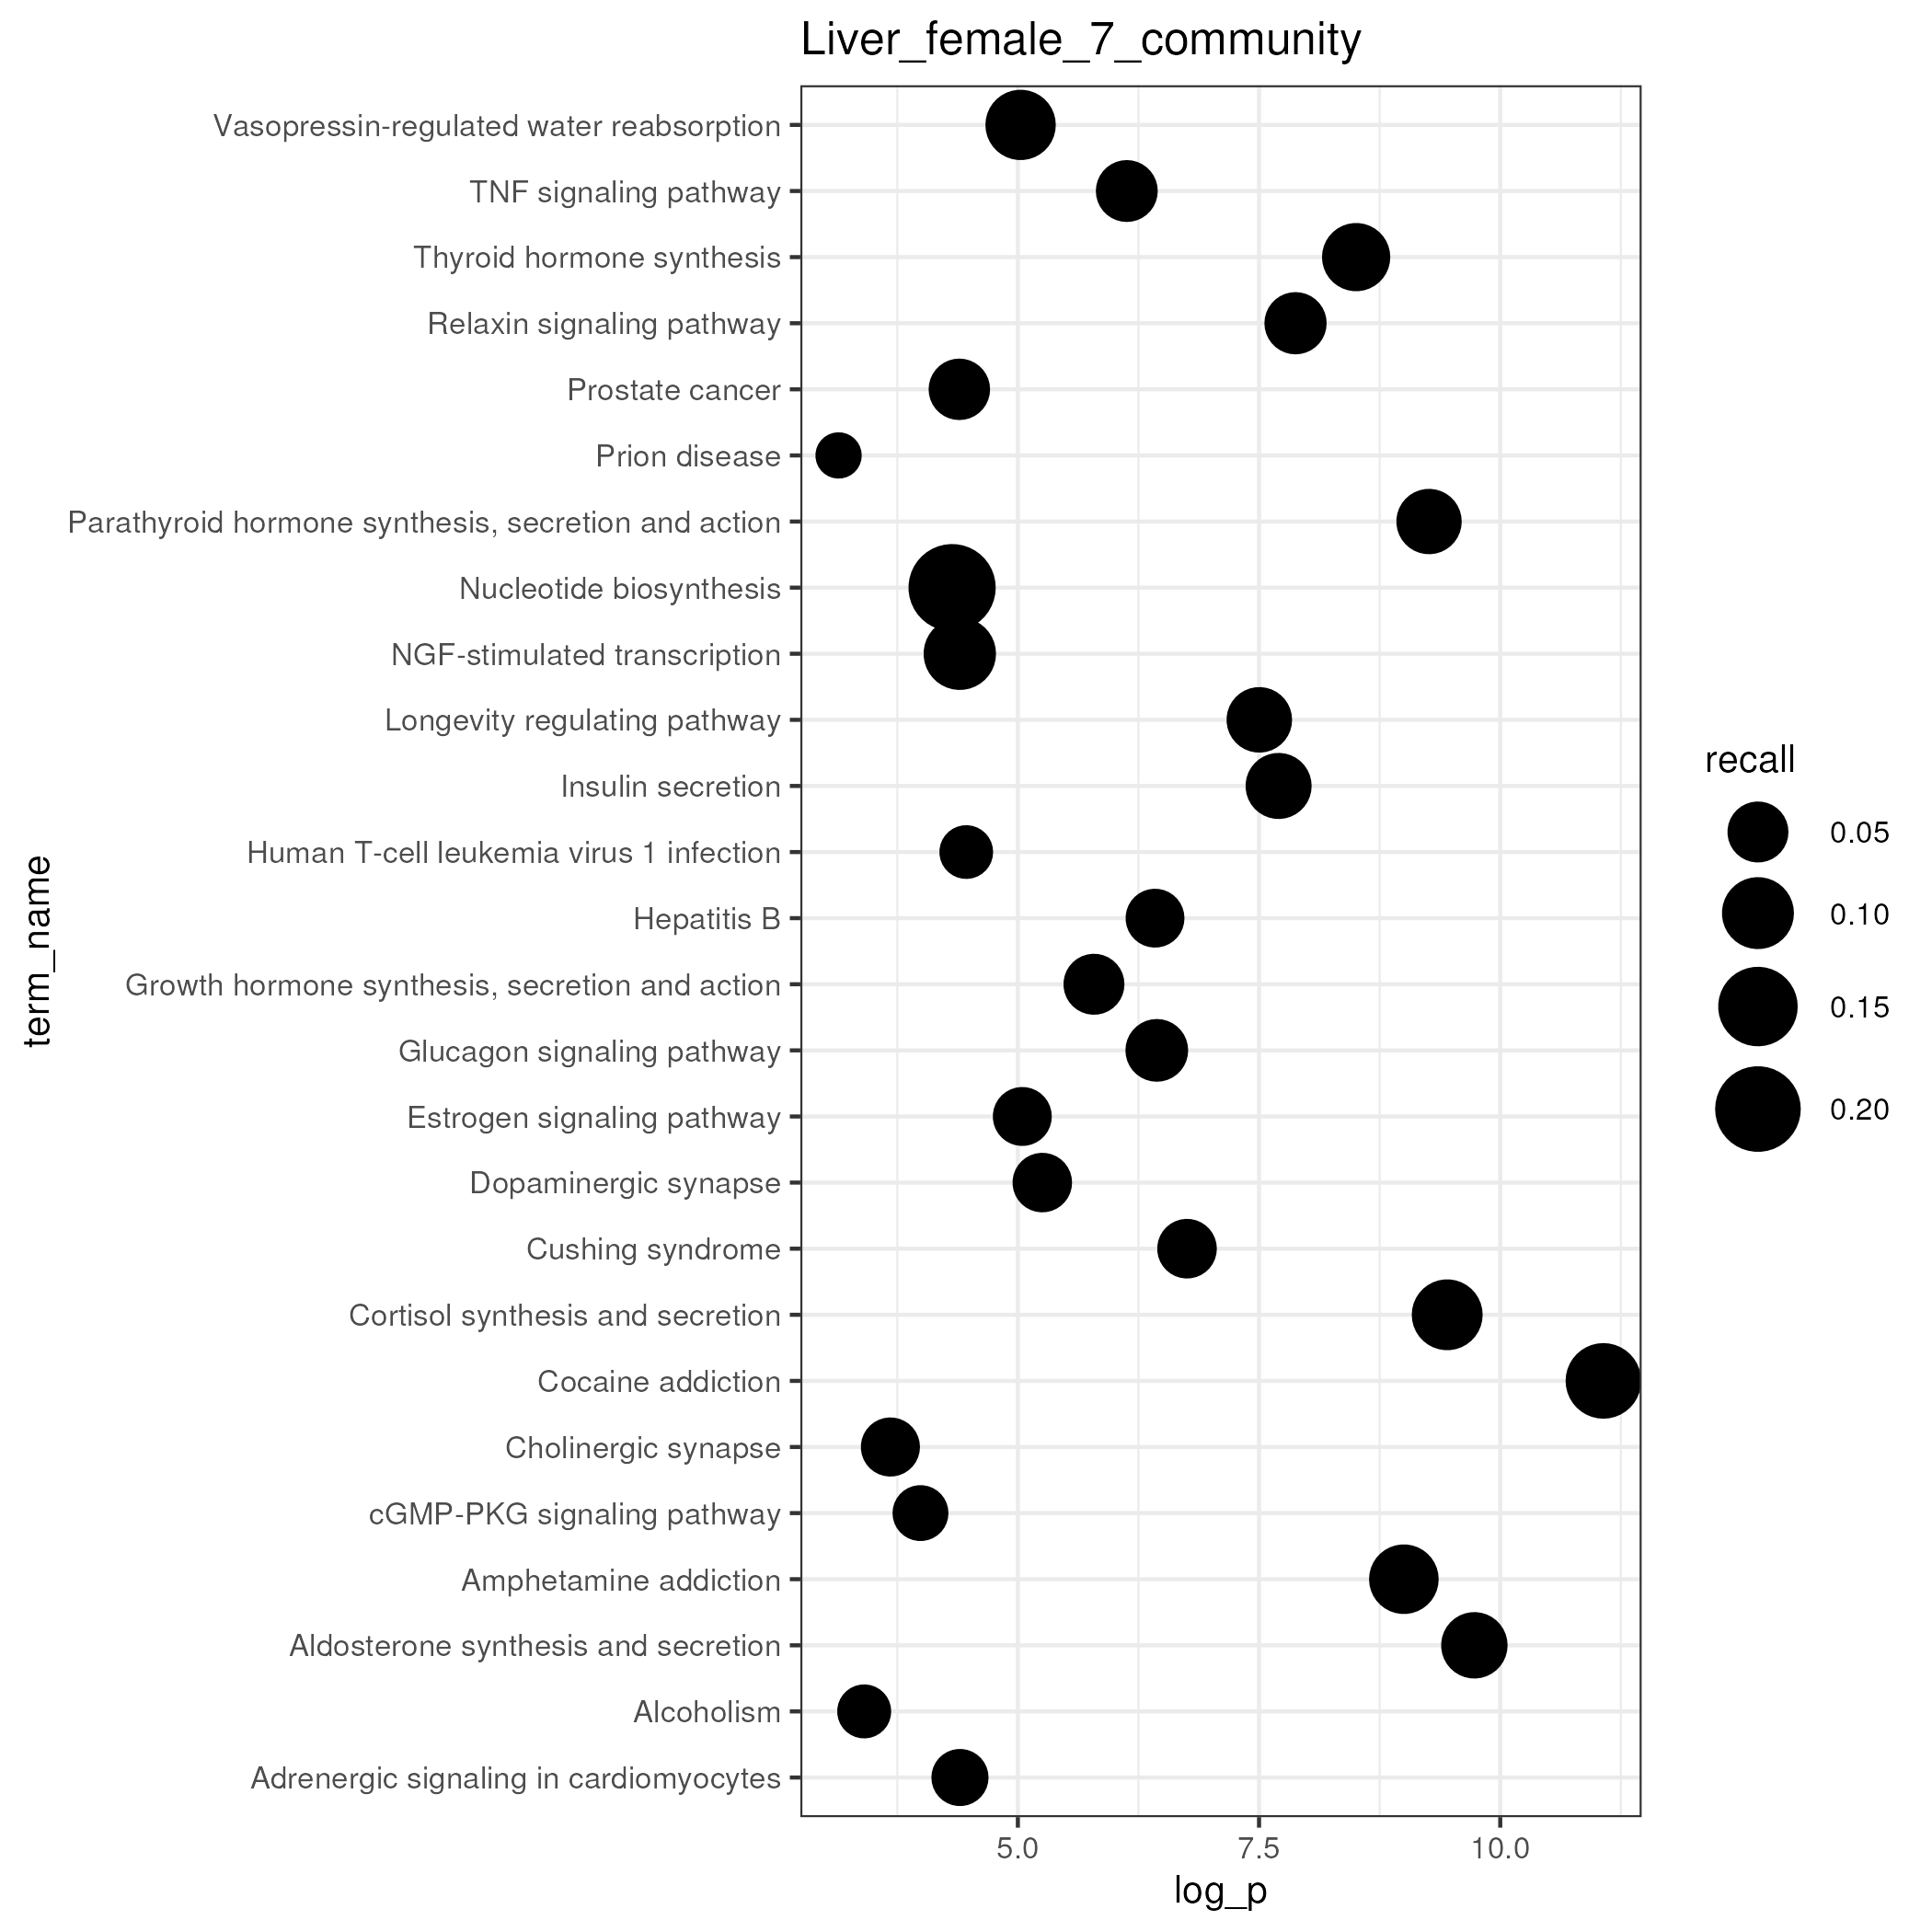 Liver_female_7_community
Vasopressin-regulated water reabsorption
TNF signaling pathway
Thyroid hormone synthesis
Relaxin signaling pathway
Prostate cancer
Prion disease
Parathyroid hormone synthesis, secretion and action
Nucleotide biosynthesis
NGF-stimulated transcription
Longevity regulating pathway
Insulin secretion
Human T-cell leukemia virus 1 infection
Hepatitis B
Growth hormone synthesis, secretion and action
Glucagon signaling pathway
Estrogen signaling pathway
Dopaminergic synapse
Cushing syndrome
Cortisol synthesis and secretion
Cocaine addiction
Cholinergic synapse
cGMP-PKG signaling pathway
Amphetamine addiction
Aldosterone synthesis and secretion
Alcoholism
Adrenergic signaling in cardiomyocytes
term_name
5.0 7.5 10.0
log_p
recall
0.05
0.10
0.15
0.20